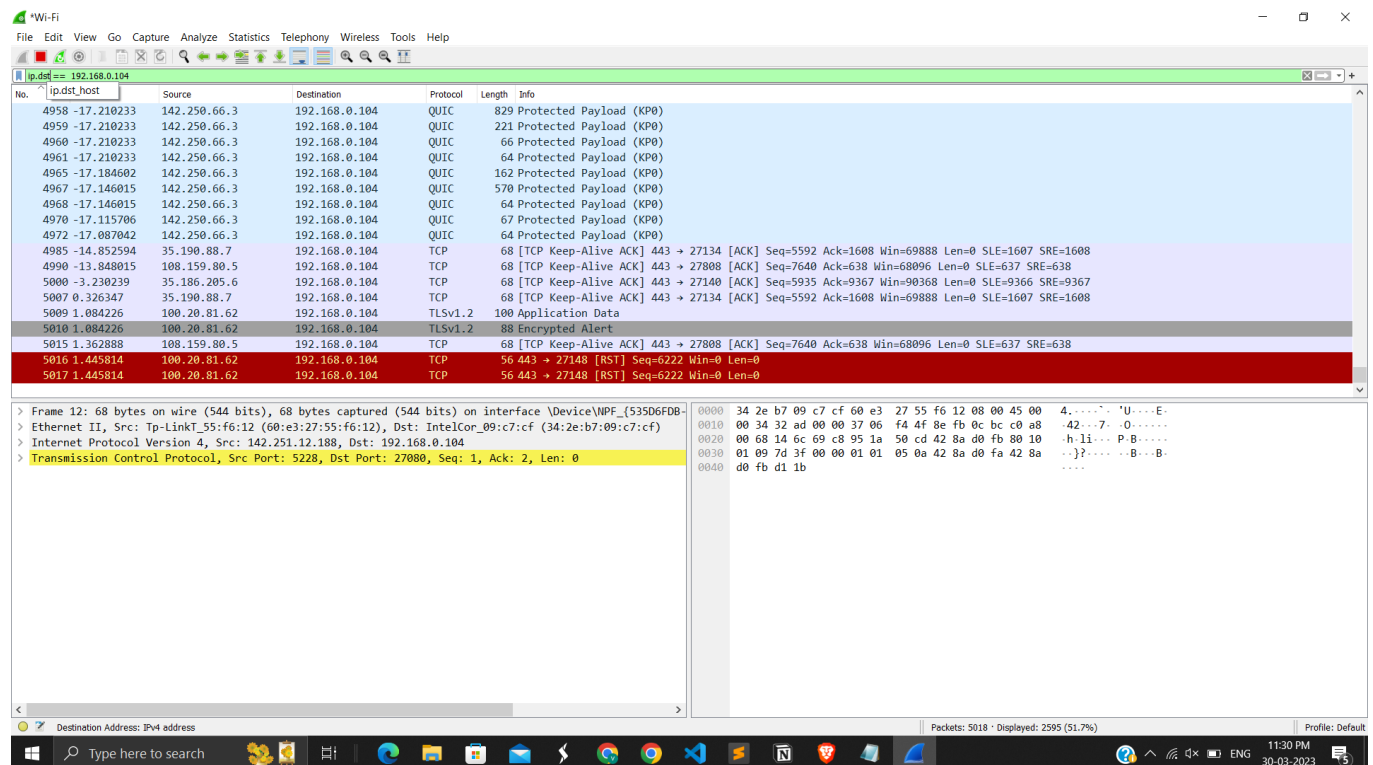 *Wi-Fi
File Edit View Go Capture Analyze Statistics Telephony Wireless Tools Help
ip.dst == 192.168.0.104
ip.dst_host
No. Source Destination Protocol Length Info
4958 -17.210233 142.250.66.3 192.168.0.104 QUIC 829 Protected Payload (KP0)
4959 -17.210233 142.250.66.3 192.168.0.104 QUIC 221 Protected Payload (KP0)
4960 -17.210233 142.250.66.3 192.168.0.104 QUIC 66 Protected Payload (KP0)
4961 -17.210233 142.250.66.3 192.168.0.104 QUIC 64 Protected Payload (KP0)
4965 -17.184602 142.250.66.3 192.168.0.104 QUIC 162 Protected Payload (KP0)
4967 -17.146015 142.250.66.3 192.168.0.104 QUIC 570 Protected Payload (KP0)
4968 -17.146015 142.250.66.3 192.168.0.104 QUIC 64 Protected Payload (KP0)
4970 -17.115706 142.250.66.3 192.168.0.104 QUIC 67 Protected Payload (KP0)
4972 -17.087042 142.250.66.3 192.168.0.104 QUIC 64 Protected Payload (KP0)
4985 -14.852594 35.190.88.7 192.168.0.104 TCP 68 [TCP Keep-Alive ACK] 443 → 27134 [ACK] Seq=5592 Ack=1608 Win=69888 Len=0 SLE=1607 SRE=1608
4990 -13.848015 108.159.80.5 192.168.0.104 TCP 68 [TCP Keep-Alive ACK] 443 → 27808 [ACK] Seq=7640 Ack=638 Win=68096 Len=0 SLE=637 SRE=638
5000 -3.230239 35.186.205.6 192.168.0.104 TCP 68 [TCP Keep-Alive ACK] 443 → 27140 [ACK] Seq=5935 Ack=9367 Win=90368 Len=0 SLE=9366 SRE=9367
5007 0.326347 35.190.88.7 192.168.0.104 TCP 68 [TCP Keep-Alive ACK] 443 → 27134 [ACK] Seq=5592 Ack=1608 Win=69888 Len=0 SLE=1607 SRE=1608
5009 1.084226 100.20.81.62 192.168.0.104 TLSv1.2 100 Application Data
5010 1.084226 100.20.81.62 192.168.0.104 TLSv1.2 88 Encrypted Alert
5015 1.362888 108.159.80.5 192.168.0.104 TCP 68 [TCP Keep-Alive ACK] 443 → 27808 [ACK] Seq=7640 Ack=638 Win=68096 Len=0 SLE=637 SRE=638
5016 1.445814 100.20.81.62 192.168.0.104 TCP 56 443 → 27148 [RST] Seq=6222 Win=0 Len=0
5017 1.445814 100.20.81.62 192.168.0.104 TCP 56 443 → 27148 [RST] Seq=6222 Win=0 Len=0
> Frame 12: 68 bytes on wire (544 bits), 68 bytes captured (544 bits) on interface \Device\NPF_{535D6FDB-
> Ethernet II, Src: Tp-LinkT_55:f6:12 (60:e3:27:55:f6:12), Dst: IntelCor_09:c7:cf (34:2e:b7:09:c7:cf)
> Internet Protocol Version 4, Src: 142.251.12.188, Dst: 192.168.0.104
> Transmission Control Protocol, Src Port: 5228, Dst Port: 27080, Seq: 1, Ack: 2, Len: 0
0000 34 2e b7 09 c7 cf 60 e3 27 55 f6 12 08 00 45 00 4.····`· 'U····E·
0010 00 34 32 ad 00 00 37 06 f4 4f 8e fb 0c bc c0 a8 ·42···7· ·O······
0020 00 68 14 6c 69 c8 95 1a 50 cd 42 8a d0 fb 80 10 ·h·li··· P·B·····
0030 01 09 7d 3f 00 00 01 01 05 0a 42 8a d0 fa 42 8a ··}?···· ··B···B·
0040 d0 fb d1 1b ····
Destination Address: IPv4 address Packets: 5018 · Displayed: 2595 (51.7%) Profile: Default
Type here to search ENG 11:30 PM
30-03-2023 5